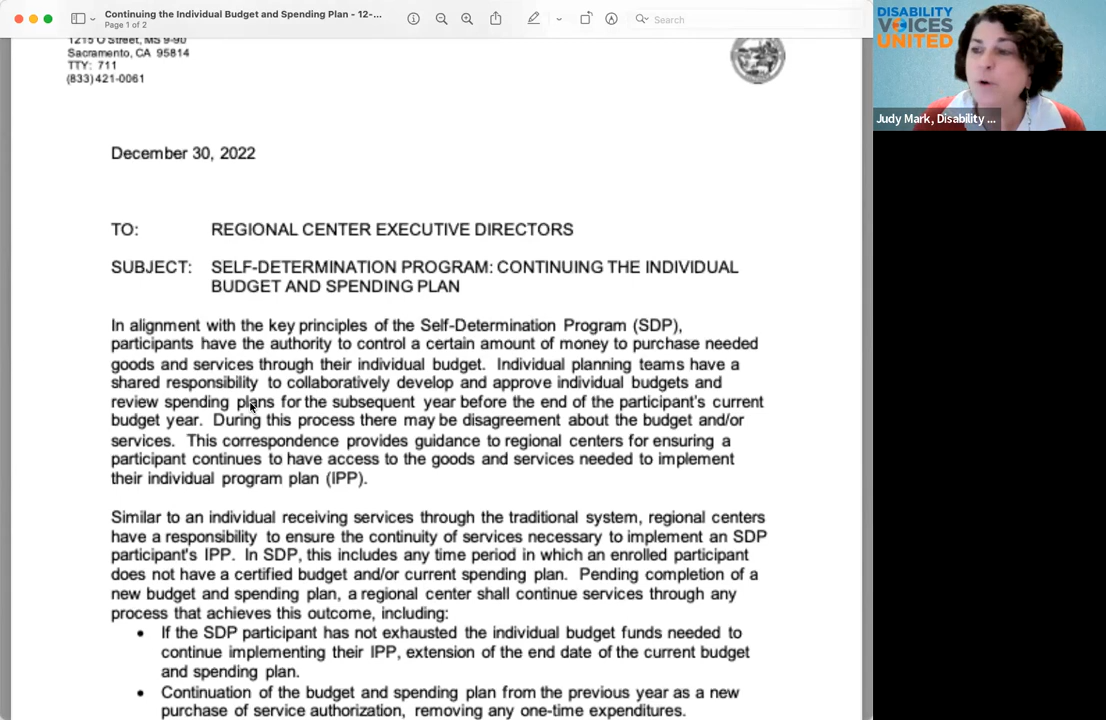 Continuing the Individual Budget and Spending Plan - 12-...
Page 1 of 2
Search
DISABILITY
VOICES
UNITED
Judy Mark, Disability ...
1215 O Street, MS 9-90
Sacramento, CA 95814
TTY: 711
(833) 421-0061
December 30, 2022
TO: REGIONAL CENTER EXECUTIVE DIRECTORS
SUBJECT: SELF-DETERMINATION PROGRAM: CONTINUING THE INDIVIDUAL
BUDGET AND SPENDING PLAN
In alignment with the key principles of the Self-Determination Program (SDP),
participants have the authority to control a certain amount of money to purchase needed
goods and services through their individual budget. Individual planning teams have a
shared responsibility to collaboratively develop and approve individual budgets and
review spending plans for the subsequent year before the end of the participant's current
budget year. During this process there may be disagreement about the budget and/or
services. This correspondence provides guidance to regional centers for ensuring a
participant continues to have access to the goods and services needed to implement
their individual program plan (IPP).
Similar to an individual receiving services through the traditional system, regional centers
have a responsibility to ensure the continuity of services necessary to implement an SDP
participant's IPP. In SDP, this includes any time period in which an enrolled participant
does not have a certified budget and/or current spending plan. Pending completion of a
new budget and spending plan, a regional center shall continue services through any
process that achieves this outcome, including:
• If the SDP participant has not exhausted the individual budget funds needed to
continue implementing their IPP, extension of the end date of the current budget
and spending plan.
• Continuation of the budget and spending plan from the previous year as a new
purchase of service authorization, removing any one-time expenditures.